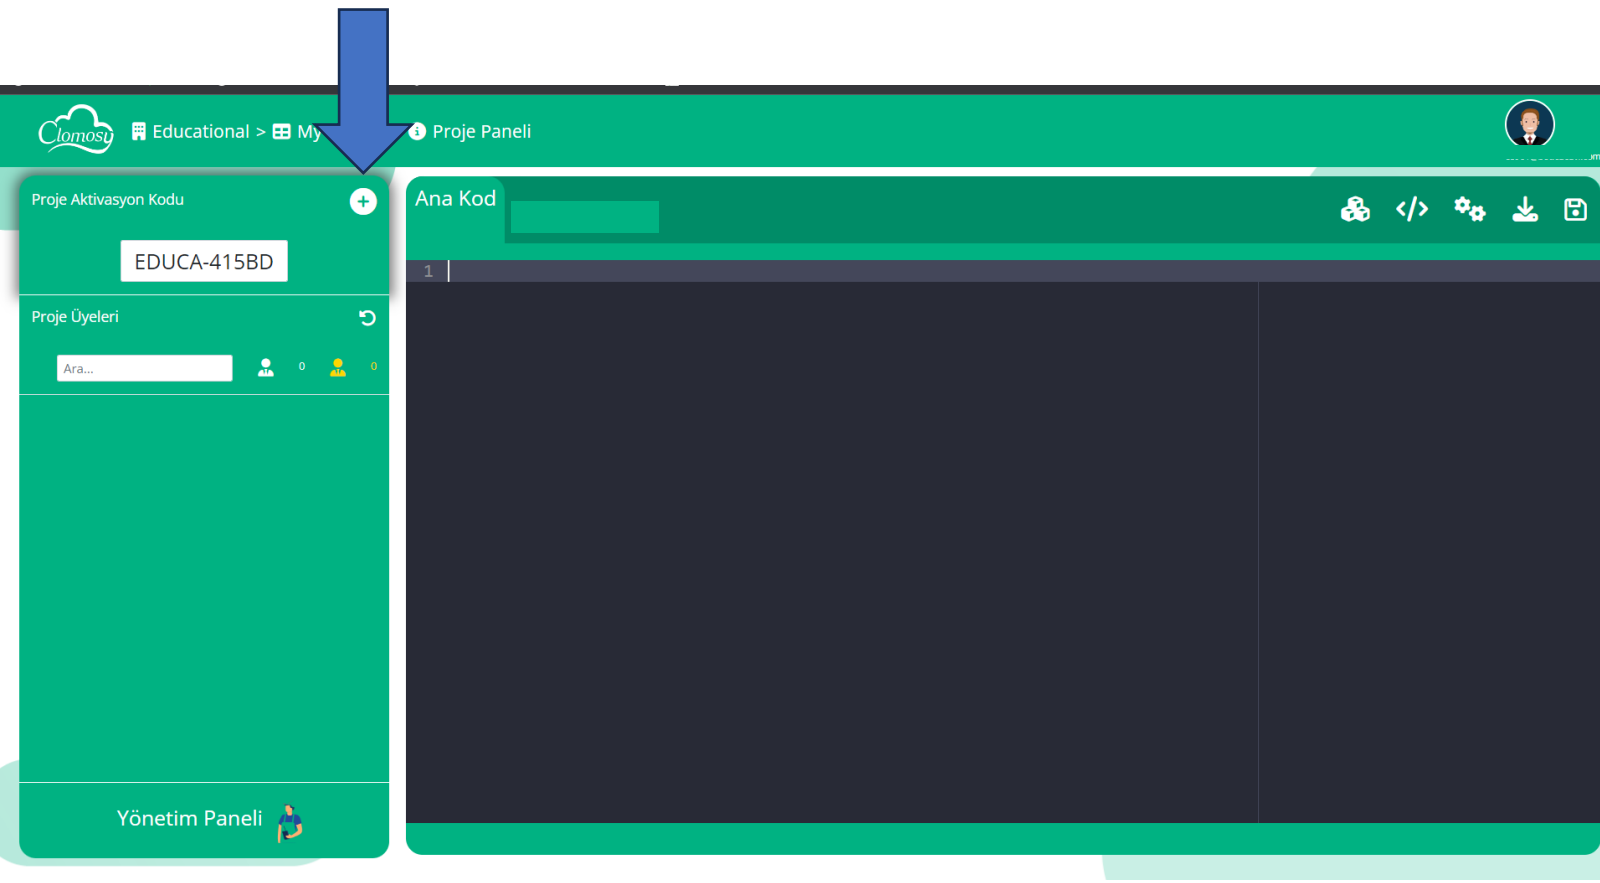 Clomosy Educational > My Proje Paneli
Proje Aktivasyon Kodu
EDUCA-415BD
Proje Üyeleri
Ara...
0
0
Yönetim Paneli
Ana Kod
</>
1